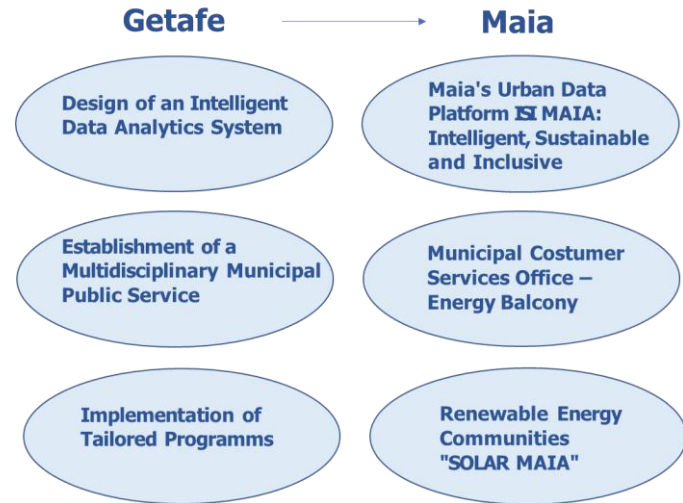 Getafe
Maia
Design of an Intelligent
Data Analytics System
Maia's Urban Data
Platform ISI MAIA:
Intelligent, Sustainable
and Inclusive
Establishment of a
Multidisciplinary Municipal
Public Service
Municipal Costumer
Services Office –
Energy Balcony
Implementation of
Tailored Programms
Renewable Energy
Communities
"SOLAR MAIA"